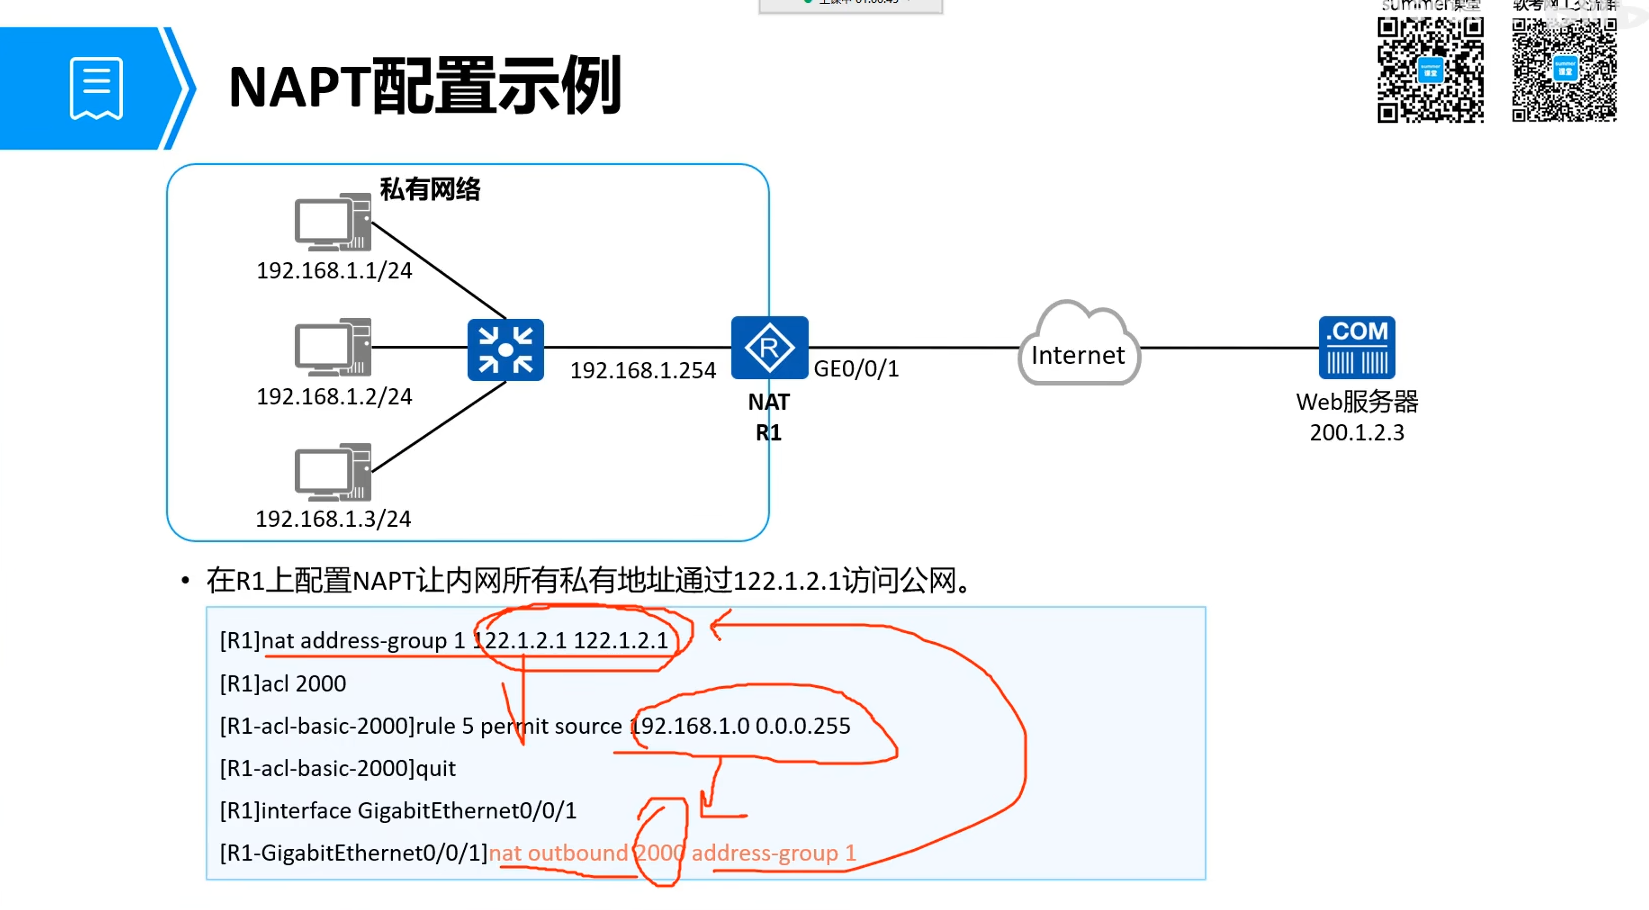 summer课堂
软考网工交流群
NAPT配置示例
私有网络
192.168.1.1/24
192.168.1.2/24
192.168.1.254
GE0/0/1
Internet
.COM
NAT
R1
Web服务器
200.1.2.3
192.168.1.3/24
• 在R1上配置NAPT让内网所有私有地址通过122.1.2.1访问公网。
[R1]nat address-group 1 122.1.2.1 122.1.2.1
[R1]acl 2000
[R1-acl-basic-2000]rule 5 permit source 192.168.1.0 0.0.0.255
[R1-acl-basic-2000]quit
[R1]interface GigabitEthernet0/0/1
[R1-GigabitEthernet0/0/1]nat outbound 2000 address-group 1